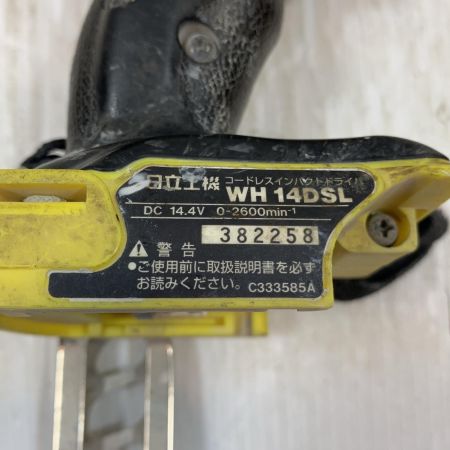 日立工機 コードレスインパクトドライバ
WH 14DSL
DC 14.4V 0-2600min⁻¹
382258
警告
●ご使用前に取扱説明書を必ず
お読みください。 C333585A